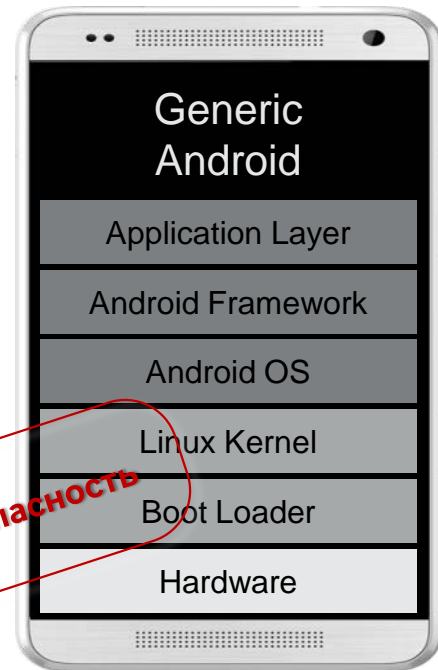 Generic
Android
Application Layer
Android Framework
Android OS
Linux Kernel
Boot Loader
Hardware